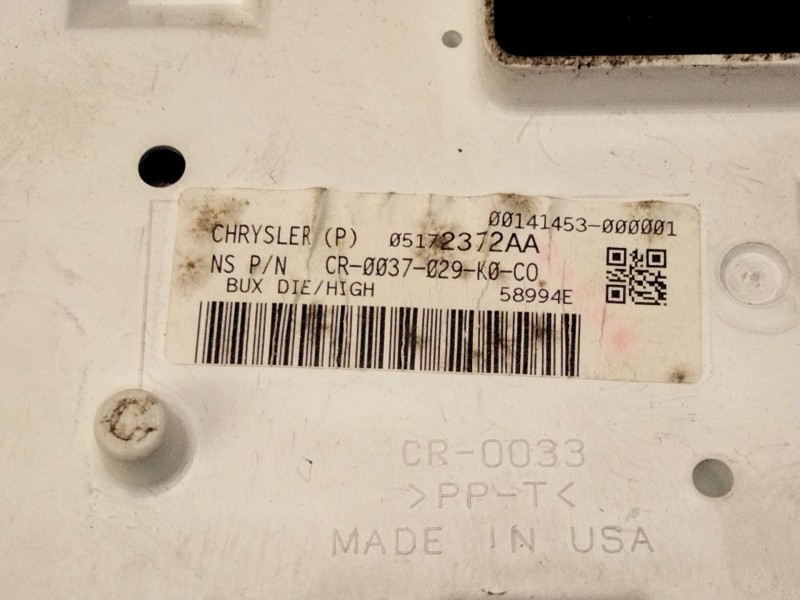 00141453-000001
CHRYSLER (P) 05172372AA
NS P/N CR-0037-029-K0-CO
BUX DIE/HIGH 58994E
CR-0033
>PP-T<
MADE IN USA